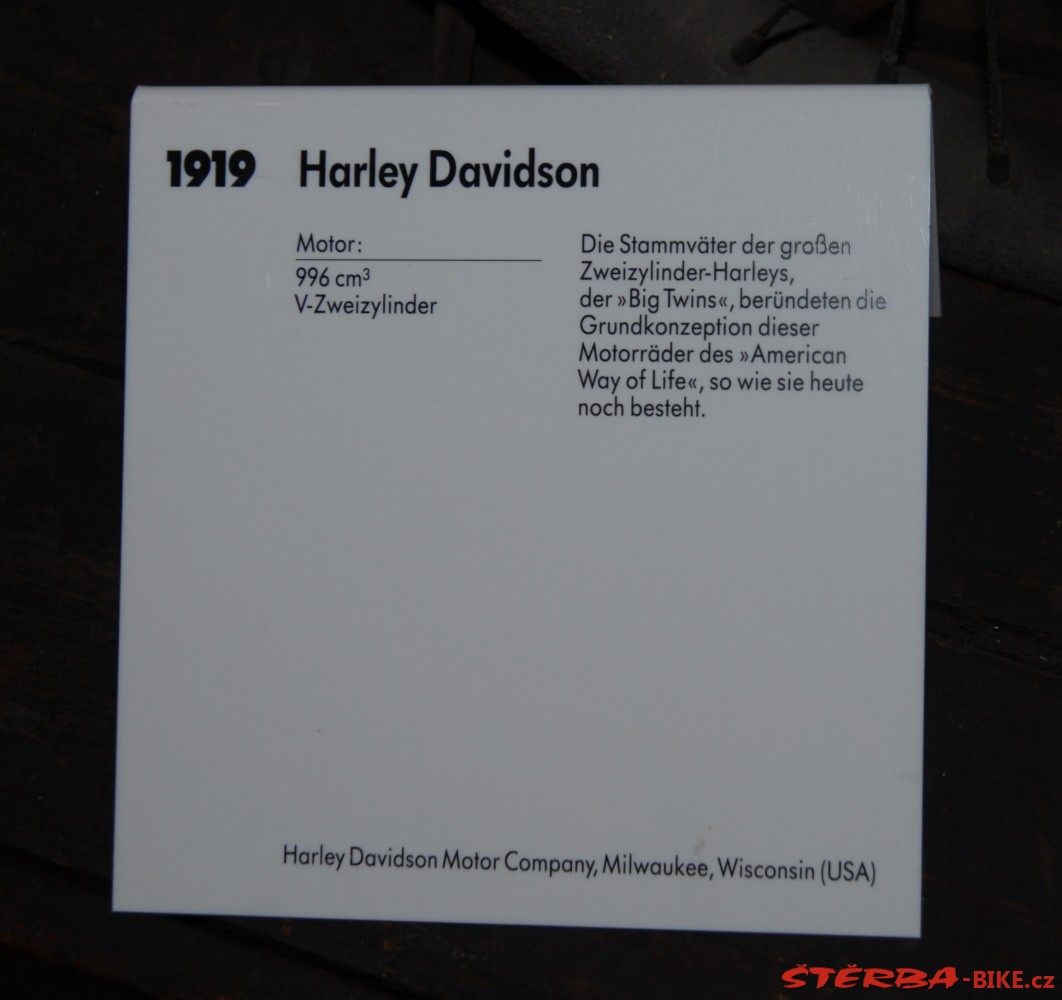 1919 Harley Davidson
Motor:
996 cm³
V-Zweizylinder
Die Stammväter der großen
Zweizylinder-Harleys,
der »Big Twins«, beründeten die
Grundkonzeption dieser
Motorräder des »American
Way of Life«, so wie sie heute
noch besteht.
Harley Davidson Motor Company, Milwaukee, Wisconsin (USA)
ŠTĚRBA-BIKE.cz